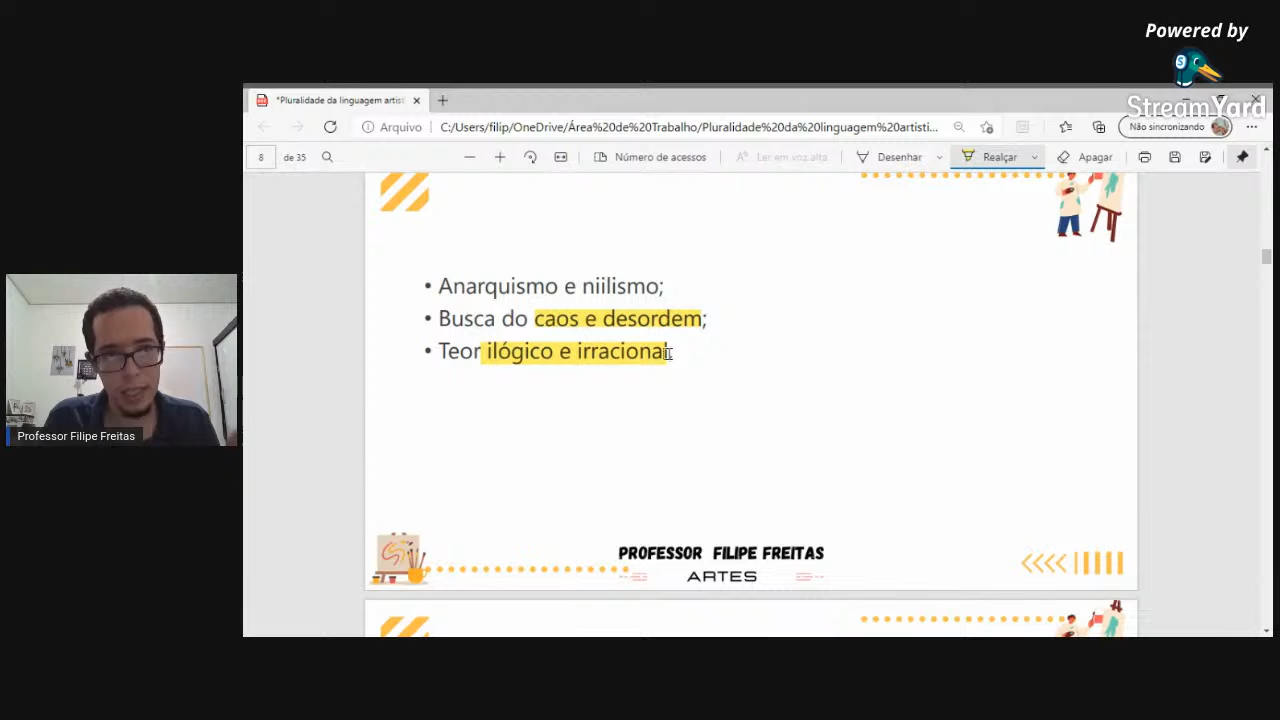 Powered by
StreamYard
*Pluralidade da linguagem artist
Arquivo C:/Users/filip/OneDrive/Área%20de%20Trabalho/Pluralidade%20da%20linguagem%20artisti... Não sincronizando
8 de 35 Número de acessos Ler em voz alta Desenhar Realçar Apagar
• Anarquismo e niilismo;
• Busca do caos e desordem;
• Teor ilógico e irracional
Professor Filipe Freitas
PROFESSOR FILIPE FREITAS
ARTES